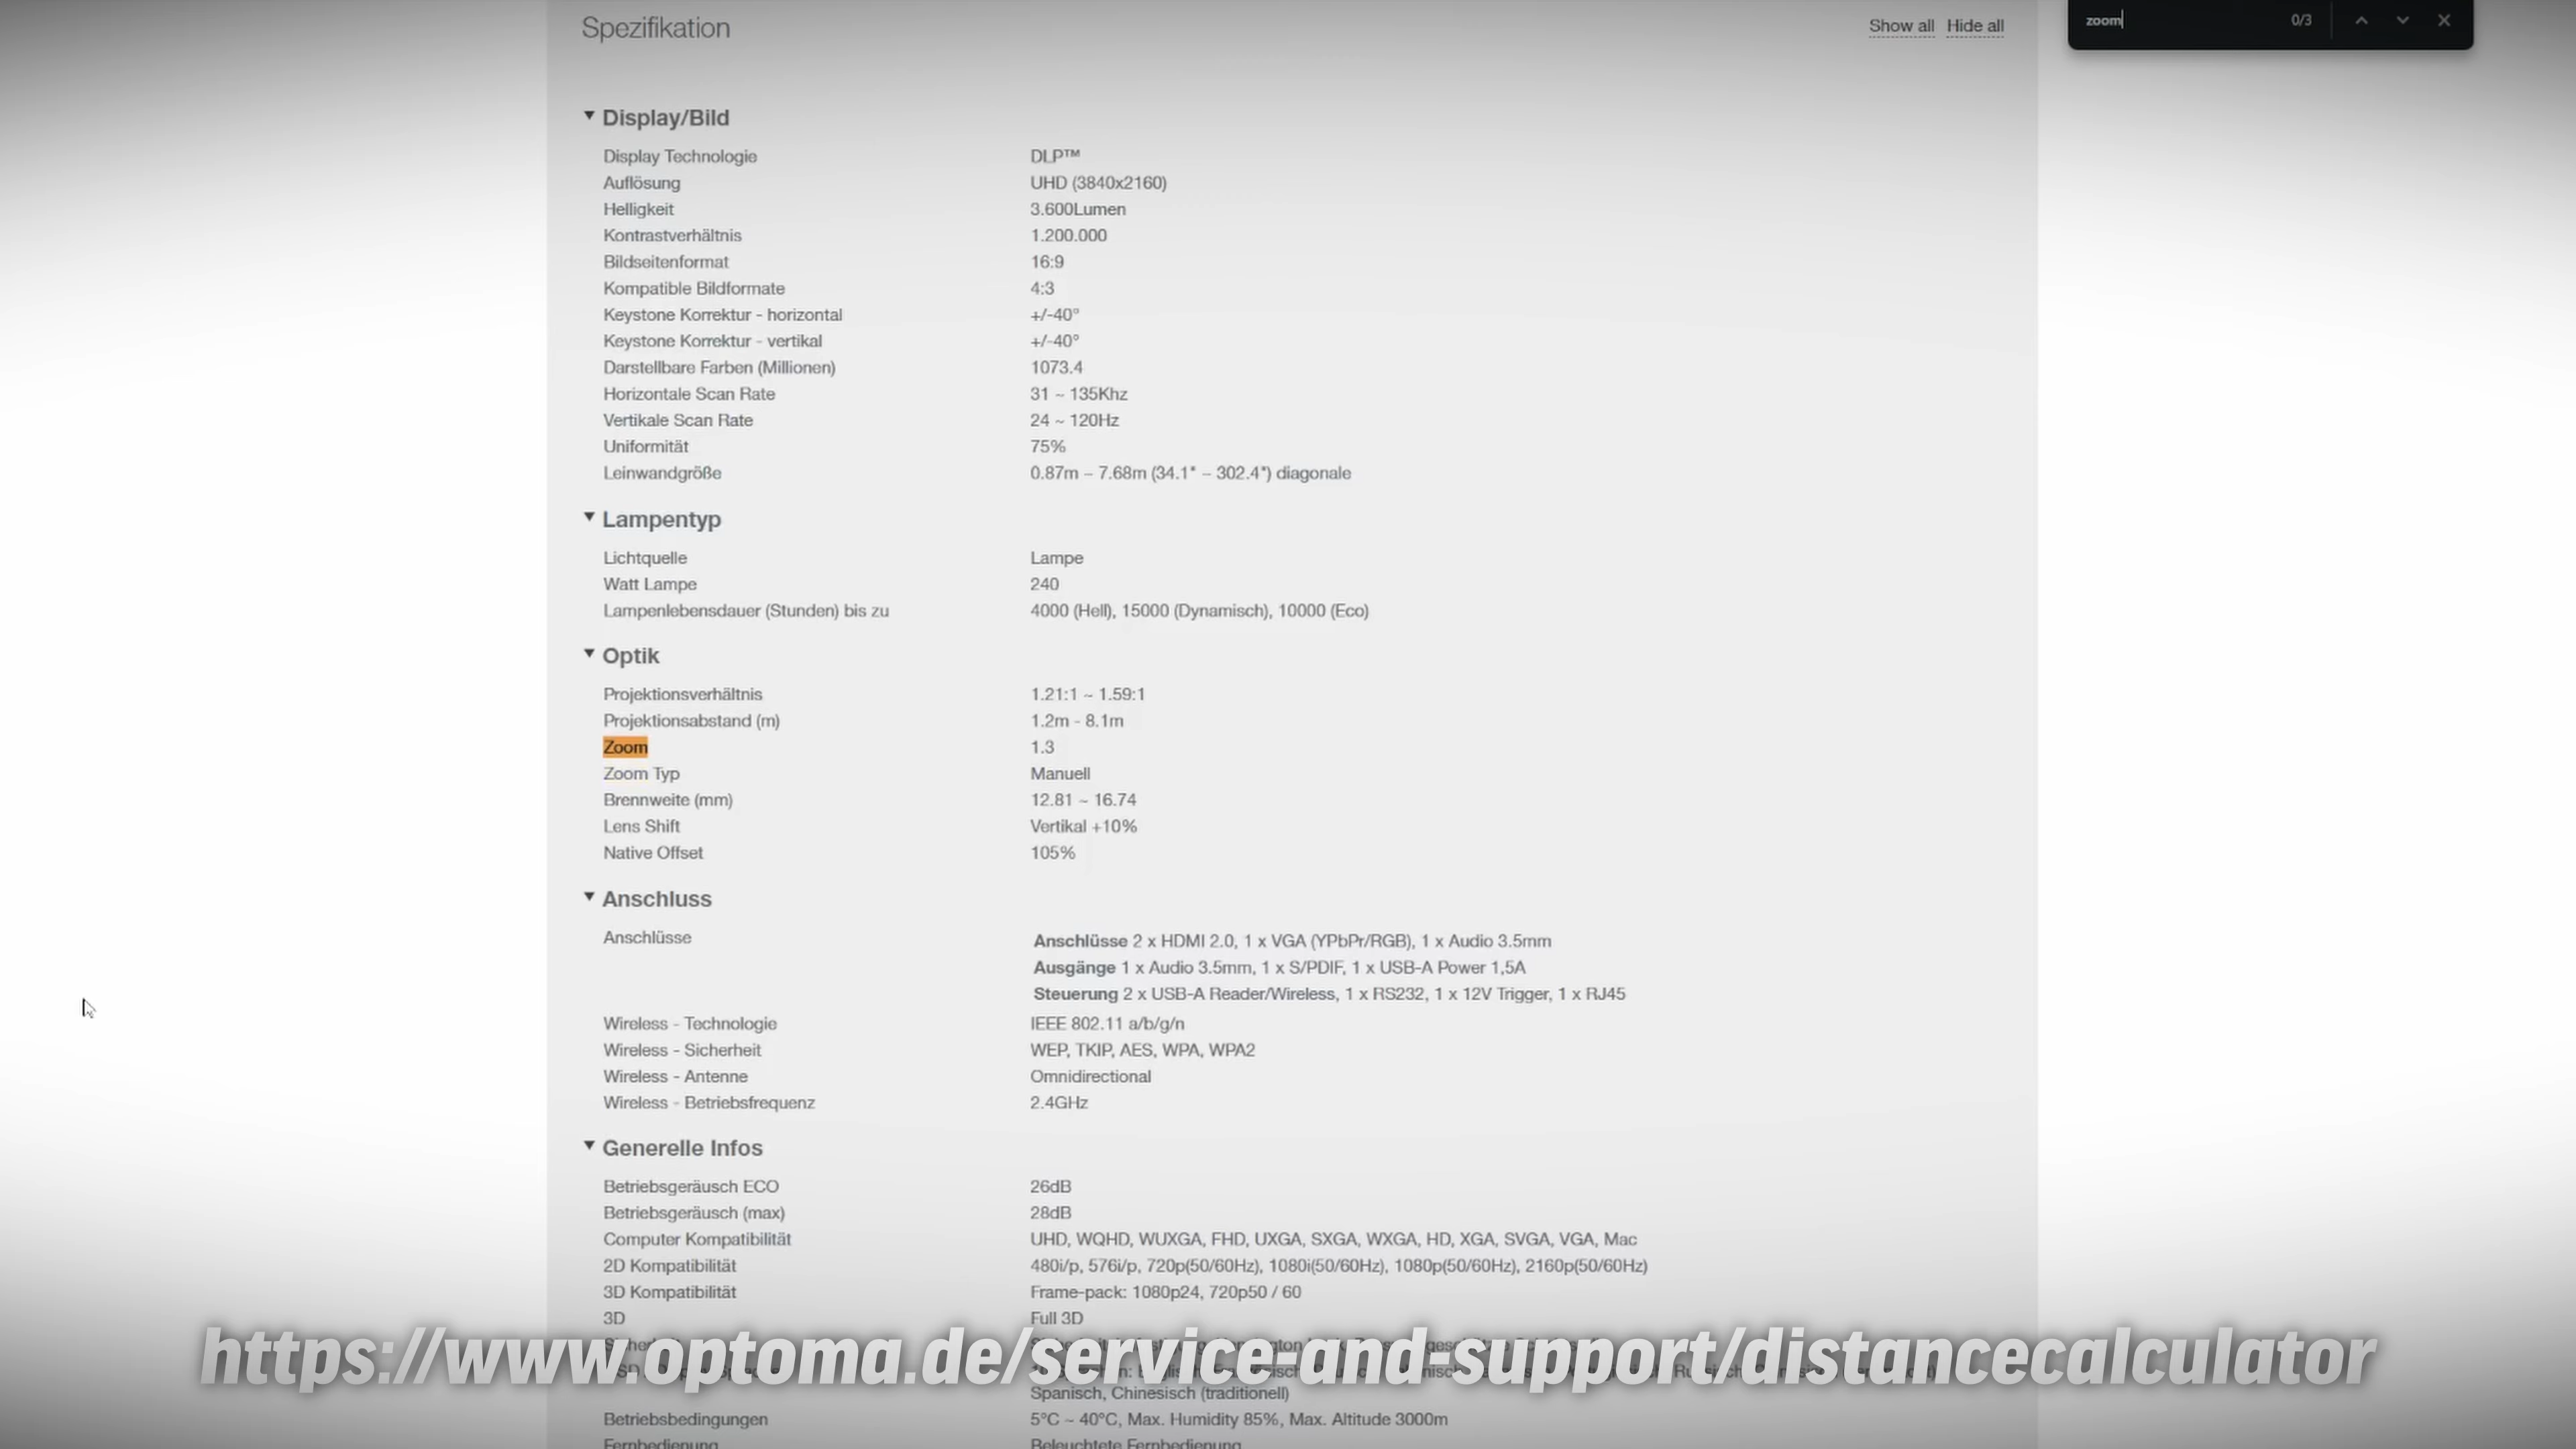 Spezifikation
Show all Hide all
zoom 0/3
Display/Bild
Display Technologie DLP™
Auflösung UHD (3840x2160)
Helligkeit 3.600Lumen
Kontrastverhältnis 1.200.000
Bildseitenformat 16:9
Kompatible Bildformate 4:3
Keystone Korrektur - horizontal +/-40°
Keystone Korrektur - vertikal +/-40°
Darstellbare Farben (Millionen) 1073.4
Horizontale Scan Rate 31 ~ 135Khz
Vertikale Scan Rate 24 ~ 120Hz
Uniformität 75%
Leinwandgröße 0.87m – 7.68m (34.1" – 302.4") diagonale
Lampentyp
Lichtquelle Lampe
Watt Lampe 240
Lampenlebensdauer (Stunden) bis zu 4000 (Hell), 15000 (Dynamisch), 10000 (Eco)
Optik
Projektionsverhältnis 1.21:1 ~ 1.59:1
Projektionsabstand (m) 1.2m - 8.1m
Zoom 1.3
Zoom Typ Manuell
Brennweite (mm) 12.81 ~ 16.74
Lens Shift Vertikal +10%
Native Offset 105%
Anschluss
Anschlüsse Anschlüsse 2 x HDMI 2.0, 1 x VGA (YPbPr/RGB), 1 x Audio 3.5mm
Ausgänge 1 x Audio 3.5mm, 1 x S/PDIF, 1 x USB-A Power 1,5A
Steuerung 2 x USB-A Reader/Wireless, 1 x RS232, 1 x 12V Trigger, 1 x RJ45
Wireless - Technologie IEEE 802.11 a/b/g/n
Wireless - Sicherheit WEP, TKIP, AES, WPA, WPA2
Wireless - Antenne Omnidirectional
Wireless - Betriebsfrequenz 2.4GHz
Generelle Infos
Betriebsgeräusch ECO 26dB
Betriebsgeräusch (max) 28dB
Computer Kompatibilität UHD, WQHD, WUXGA, FHD, UXGA, SXGA, WXGA, HD, XGA, SVGA, VGA, Mac
2D Kompatibilität 480i/p, 576i/p, 720p(50/60Hz), 1080i(50/60Hz), 1080p(50/60Hz), 2160p(50/60Hz)
3D Kompatibilität Frame-pack: 1080p24, 720p50 / 60
3D Full 3D
https://www.optoma.de/service and support/distancecalculator
Spanisch, Chinesisch (traditionell)
Betriebsbedingungen 5°C ~ 40°C, Max. Humidity 85%, Max. Altitude 3000m
Fernbedienung Beleuchtete Fernbedienung